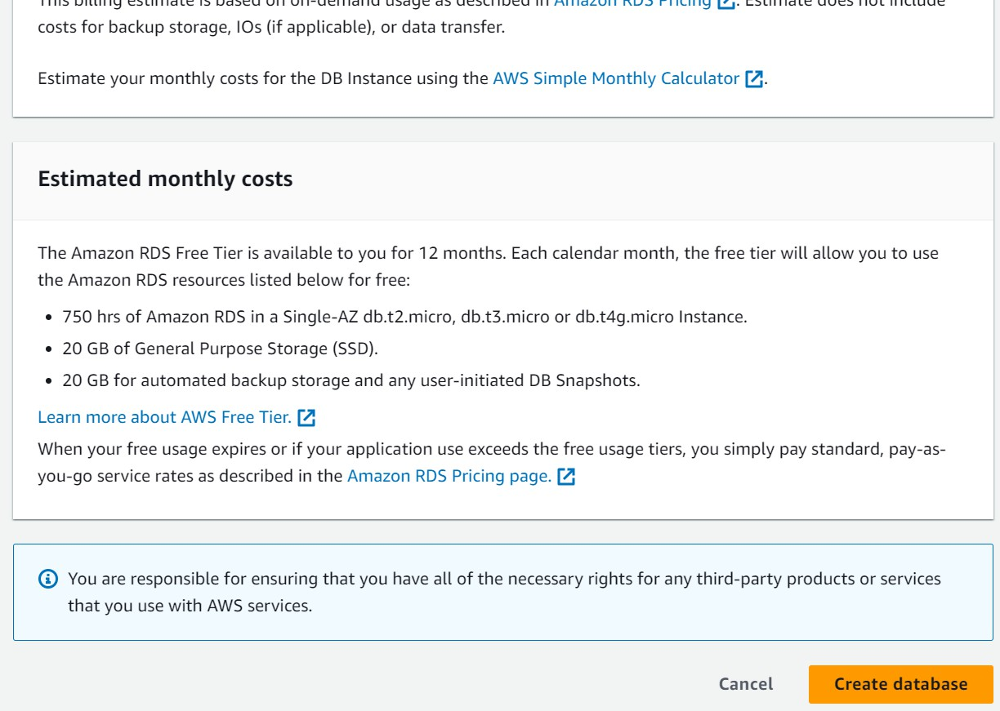 This billing estimate is based on on-demand usage as described in Amazon RDS Pricing. Estimate does not include
costs for backup storage, IOs (if applicable), or data transfer.
Estimate your monthly costs for the DB Instance using the AWS Simple Monthly Calculator.
Estimated monthly costs
The Amazon RDS Free Tier is available to you for 12 months. Each calendar month, the free tier will allow you to use
the Amazon RDS resources listed below for free:
• 750 hrs of Amazon RDS in a Single-AZ db.t2.micro, db.t3.micro or db.t4g.micro Instance.
• 20 GB of General Purpose Storage (SSD).
• 20 GB for automated backup storage and any user-initiated DB Snapshots.
Learn more about AWS Free Tier.
When your free usage expires or if your application use exceeds the free usage tiers, you simply pay standard, pay-as-
you-go service rates as described in the Amazon RDS Pricing page.
You are responsible for ensuring that you have all of the necessary rights for any third-party products or services
that you use with AWS services.
Cancel
Create database